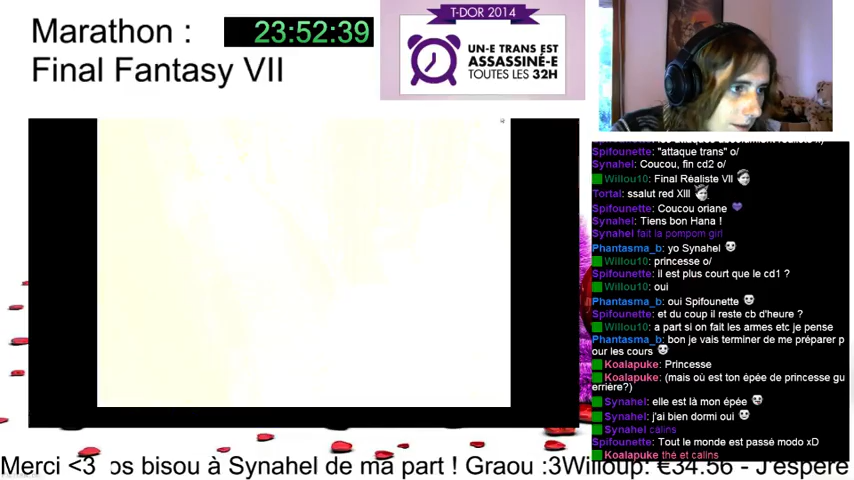 Marathon :
Final Fantasy VII
23:52:39
T-DOR 2014
UN-E TRANS EST
ASSASSINÉ-E
TOUTES LES 32H
Spifounette: "attaque trans" o/
Synahel: Coucou, fin cd2 o/
Willou10: Final Réaliste VII
Tortal: ssalut red XIII
Spifounette: Coucou oriane
Synahel: Tiens bon Hana !
Synahel fait la pompom girl
Phantasma_b: yo Synahel
Willou10: princesse o/
Spifounette: il est plus court que le cd1 ?
Willou10: oui
Phantasma_b: oui Spifounette
Spifounette: et du coup il reste cb d'heure ?
Willou10: a part si on fait les armes etc je pense
Phantasma_b: bon je vais terminer de me préparer p
our les cours
Koalapuke: Princesse
Koalapuke: (mais où est ton épée de princesse gu
errière?)
Synahel: elle est là mon épée
Synahel: j'ai bien dormi oui
Synahel calins
Spifounette: Tout le monde est passé modo xD
Koalapuke thé et calins
Merci <3 os bisou à Synahel de ma part ! Graou :3Willoup: €34.56 - J'espère